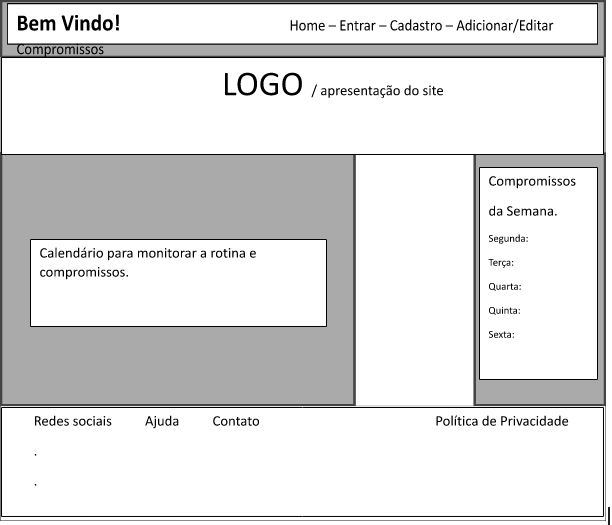 Bem Vindo!
Home – Entrar – Cadastro – Adicionar/Editar
Compromissos
LOGO / apresentação do site
Compromissos
da Semana.
Segunda:
Terça:
Quarta:
Quinta:
Sexta:
Calendário para monitorar a rotina e
compromissos.
Redes sociais Ajuda Contato Política de Privacidade
.
.